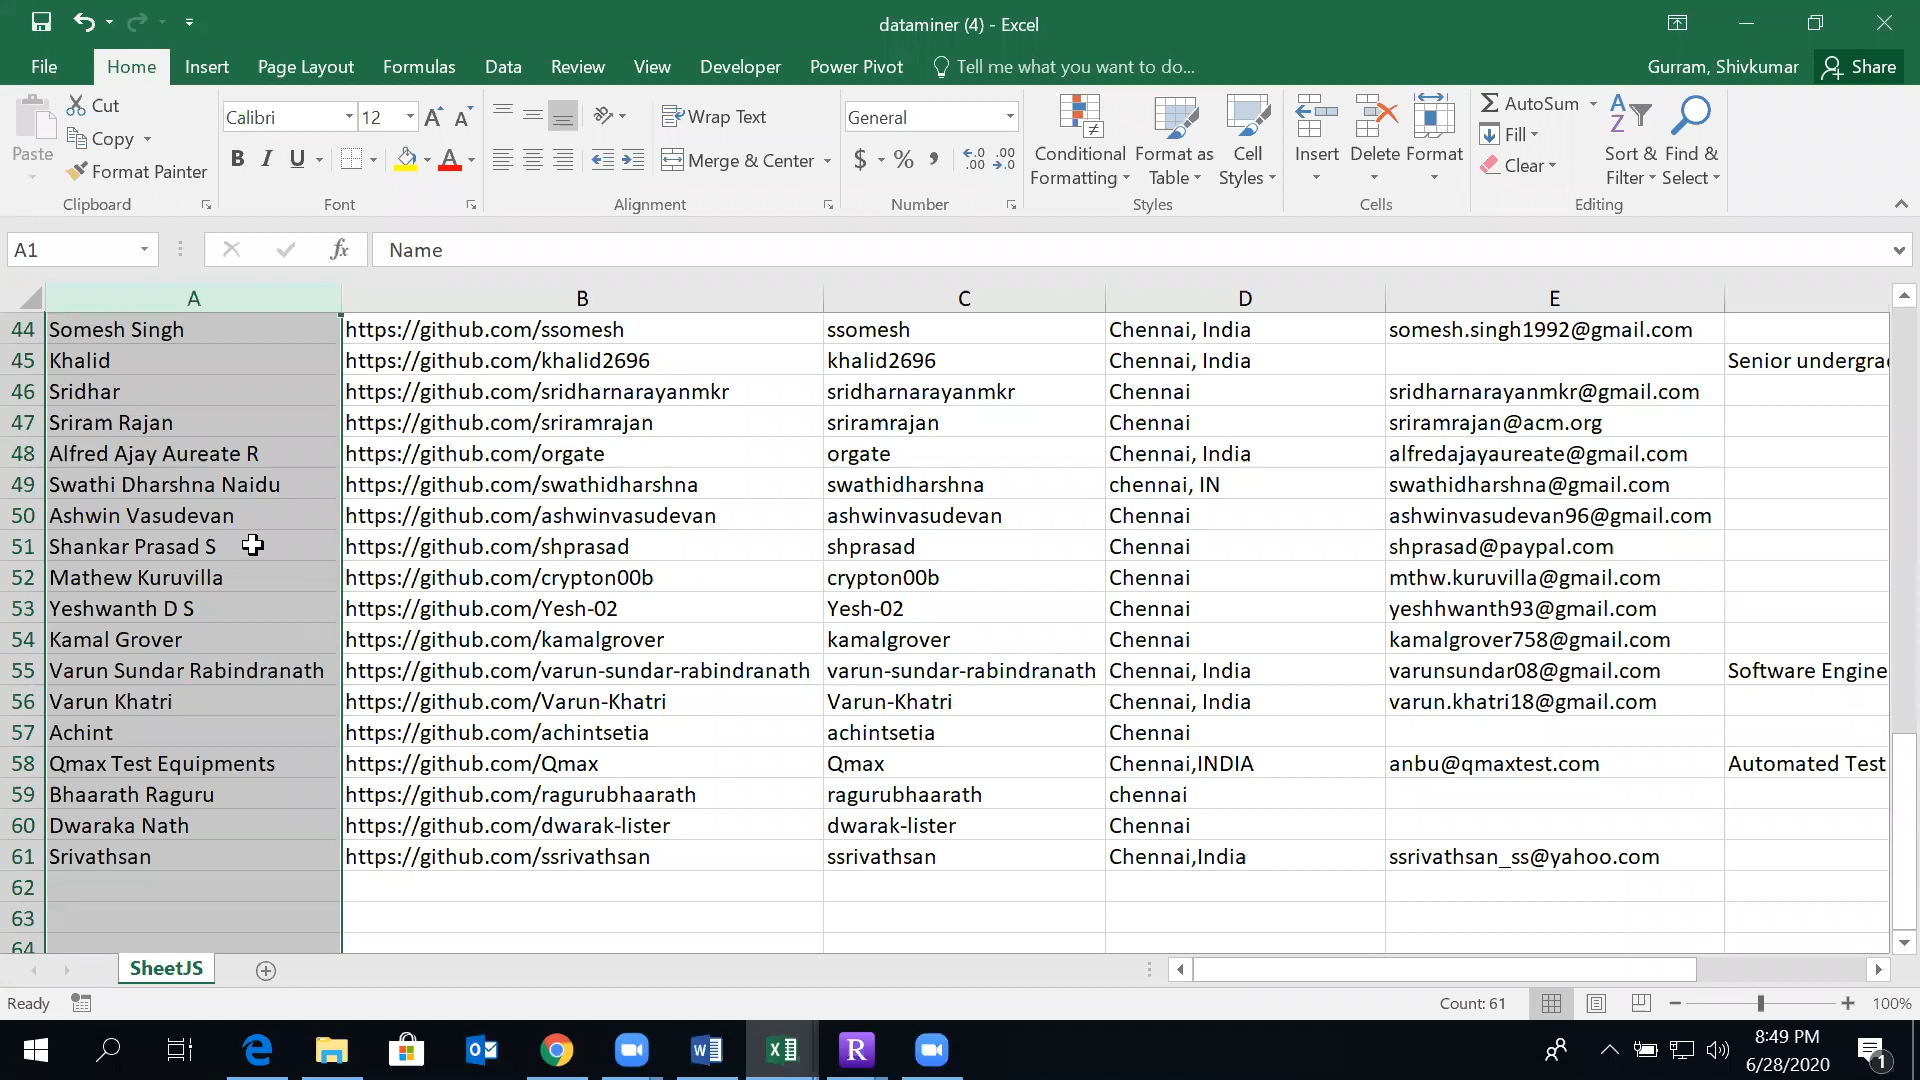 dataminer (4) - Excel
File Home Insert Page Layout Formulas Data Review View Developer Power Pivot Tell me what you want to do... Gurram, Shivkumar Share
Paste Cut Copy Format Painter Clipboard
Calibri 12 A A B I U A Font
Wrap Text Merge & Center Alignment
General $ % , .0 .00 .00 .0 Number
Conditional Formatting Format as Table Cell Styles Styles
Insert Delete Format Cells
AutoSum Fill Clear Sort & Filter Find & Select Editing
A1 fx Name
A B C D E
44 Somesh Singh https://github.com/ssomesh ssomesh Chennai, India somesh.singh1992@gmail.com
45 Khalid https://github.com/khalid2696 khalid2696 Chennai, India Senior undergra
46 Sridhar https://github.com/sridharnarayanmkr sridharnarayanmkr Chennai sridharnarayanmkr@gmail.com
47 Sriram Rajan https://github.com/sriramrajan sriramrajan Chennai sriramrajan@acm.org
48 Alfred Ajay Aureate R https://github.com/orgate orgate Chennai, India alfredajayaureate@gmail.com
49 Swathi Dharshna Naidu https://github.com/swathidharshna swathidharshna chennai, IN swathidharshna@gmail.com
50 Ashwin Vasudevan https://github.com/ashwinvasudevan ashwinvasudevan Chennai ashwinvasudevan96@gmail.com
51 Shankar Prasad S https://github.com/shprasad shprasad Chennai shprasad@paypal.com
52 Mathew Kuruvilla https://github.com/crypton00b crypton00b Chennai mthw.kuruvilla@gmail.com
53 Yeshwanth D S https://github.com/Yesh-02 Yesh-02 Chennai yeshhwanth93@gmail.com
54 Kamal Grover https://github.com/kamalgrover kamalgrover Chennai kamalgrover758@gmail.com
55 Varun Sundar Rabindranath https://github.com/varun-sundar-rabindranath varun-sundar-rabindranath Chennai, India varunsundar08@gmail.com Software Engine
56 Varun Khatri https://github.com/Varun-Khatri Varun-Khatri Chennai, India varun.khatri18@gmail.com
57 Achint https://github.com/achintsetia achintsetia Chennai
58 Qmax Test Equipments https://github.com/Qmax Qmax Chennai,INDIA anbu@qmaxtest.com Automated Test
59 Bhaarath Raguru https://github.com/ragurubhaarath ragurubhaarath chennai
60 Dwaraka Nath https://github.com/dwarak-lister dwarak-lister Chennai
61 Srivathsan https://github.com/ssrivathsan ssrivathsan Chennai,India ssrivathsan_ss@yahoo.com
62
63
64
SheetJS
Ready Count: 61 100%
8:49 PM
6/28/2020
1